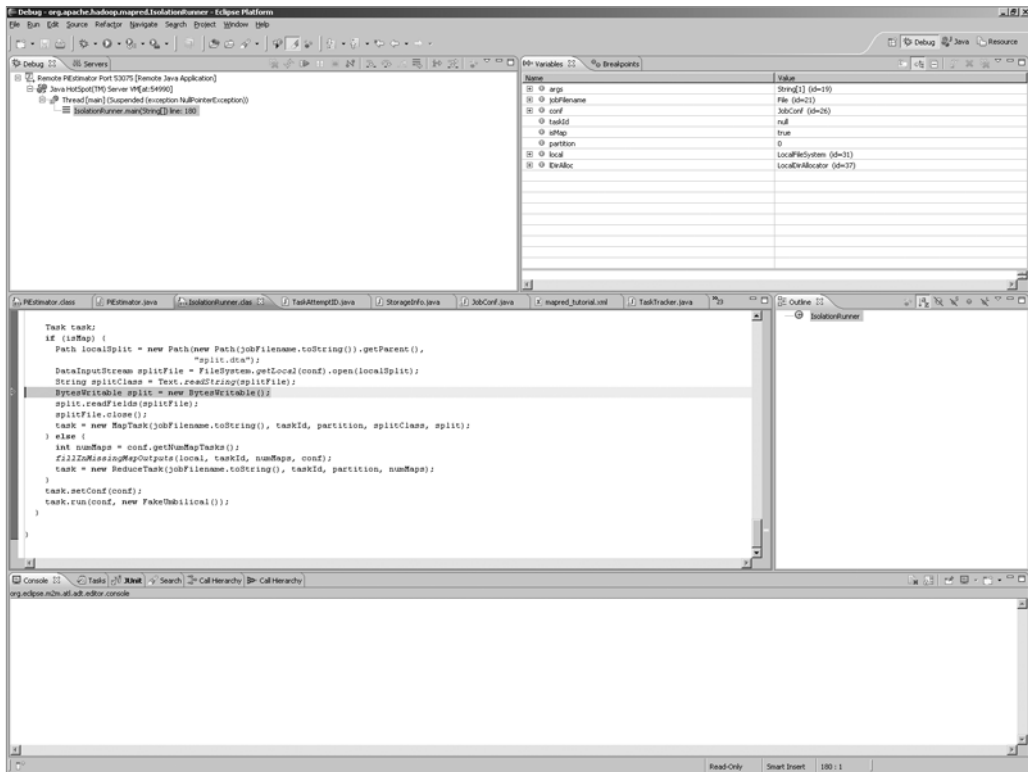 Debug - org.apache.hadoop.mapred.IsolationRunner - Eclipse Platform
File Run Edit Source Refactor Navigate Search Project Window Help
Debug Java Resource
Debug Servers
Remote PiEstimator Port 53075 [Remote Java Application]
Java HotSpot(TM) Server VM[at:54990]
Thread [main] (Suspended (exception NullPointerException))
IsolationRunner.main(String[]) line: 180
Variables Breakpoints
Name Value
args String[1] (id=19)
jobFilename File (id=21)
conf JobConf (id=26)
taskId null
isMap true
partition 0
local LocalFileSystem (id=31)
lDirAlloc LocalDirAllocator (id=37)
PiEstimator.class PiEstimator.java IsolationRunner.clas TaskAttemptID.java StorageInfo.java JobConf.java mapred_tutorial.xml TaskTracker.java »23
Outline
IsolationRunner
Task task;
if (isMap) {
Path localSplit = new Path(new Path(jobFilename.toString()).getParent(),
"split.dta");
DataInputStream splitFile = FileSystem.getLocal(conf).open(localSplit);
String splitClass = Text.readString(splitFile);
BytesWritable split = new BytesWritable();
split.readFields(splitFile);
splitFile.close();
task = new MapTask(jobFilename.toString(), taskId, partition, splitClass, split);
} else {
int numMaps = conf.getNumMapTasks();
fillInMissingMapOutputs(local, taskId, numMaps, conf);
task = new ReduceTask(jobFilename.toString(), taskId, partition, numMaps);
}
task.setConf(conf);
task.run(conf, new FakeUmbilical());
}
}
Console Tasks JUnit Search Call Hierarchy Call Hierarchy
org.eclipse.m2m.atl.adt.editor.console
Read-Only Smart Insert 180 : 1